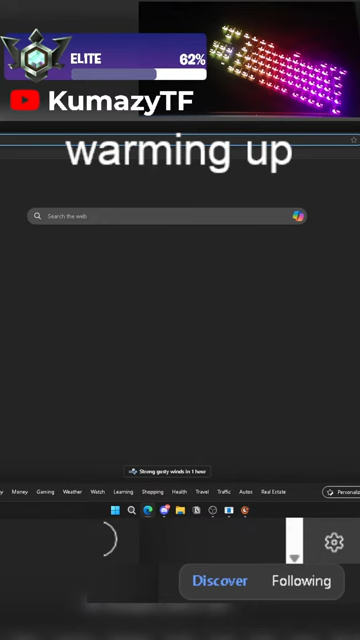 ELITE
62%
KumazyTF
warming up
Search the web
Strong gusty winds in 1 hour
Money Gaming Weather Watch Learning Shopping Health Travel Traffic Autos Real Estate
Discover Following